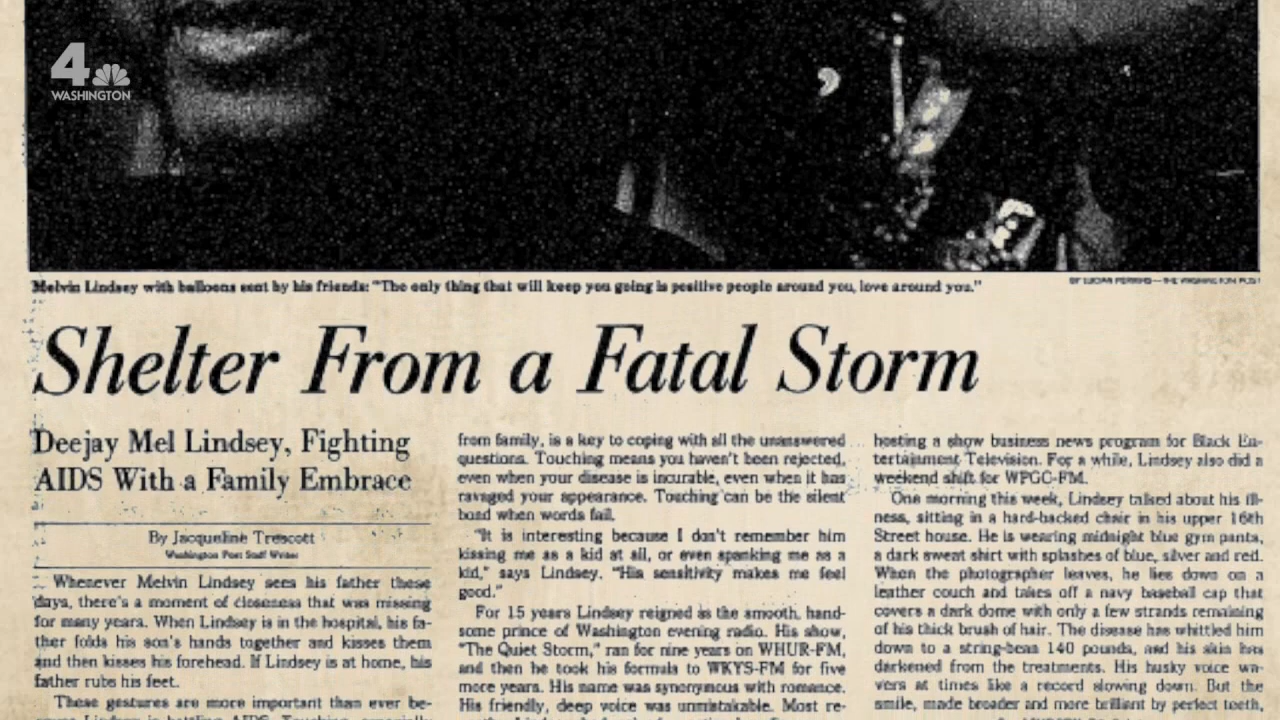 4
WASHINGTON
Melvin Lindsey with balloons sent by his friends: "The only thing that will keep you going is positive people around you, love around you."
BY LUCIAN PERKINS—THE WASHINGTON POST
Shelter From a Fatal Storm
Deejay Mel Lindsey, Fighting
AIDS With a Family Embrace
By Jacqueline Trescott
Washington Post Staff Writer
Whenever Melvin Lindsey sees his father these
days, there's a moment of closeness that was missing
for many years. When Lindsey is in the hospital, his fa-
ther folds his son's hands together and kisses them
and then kisses his forehead. If Lindsey is at home, his
father rubs his feet.
These gestures are more important than ever be-
cause Lindsey is battling AIDS. Touching, especially
from family, is a key to coping with all the unanswered
questions. Touching means you haven't been rejected,
even when your disease is incurable, even when it has
ravaged your appearance. Touching can be the silent
bond when words fail.
"It is interesting because I don't remember him
kissing me as a kid at all, or even spanking me as a
kid," says Lindsey. "His sensitivity makes me feel
good."
For 15 years Lindsey reigned as the smooth, hand-
some prince of Washington evening radio. His show,
"The Quiet Storm," ran for nine years on WHUR-FM,
and then he took his formula to WKYS-FM for five
more years. His name was synonymous with romance.
His friendly, deep voice was unmistakable. Most re-
hosting a show business news program for Black En-
tertainment Television. For a while, Lindsey also did a
weekend shift for WPGC-FM.
One morning this week, Lindsey talked about his ill-
ness, sitting in a hard-backed chair in his upper 16th
Street house. He is wearing midnight blue gym pants,
a dark sweat shirt with splashes of blue, silver and red.
When the photographer leaves, he lies down on a
leather couch and takes off a navy baseball cap that
covers a dark dome with only a few strands remaining
of his thick brush of hair. The disease has whittled him
down to a string-bean 140 pounds, and his skin has
darkened from the treatments. His husky voice wa-
vers at times like a record slowing down. But the
smile, made broader and more brilliant by perfect teeth,